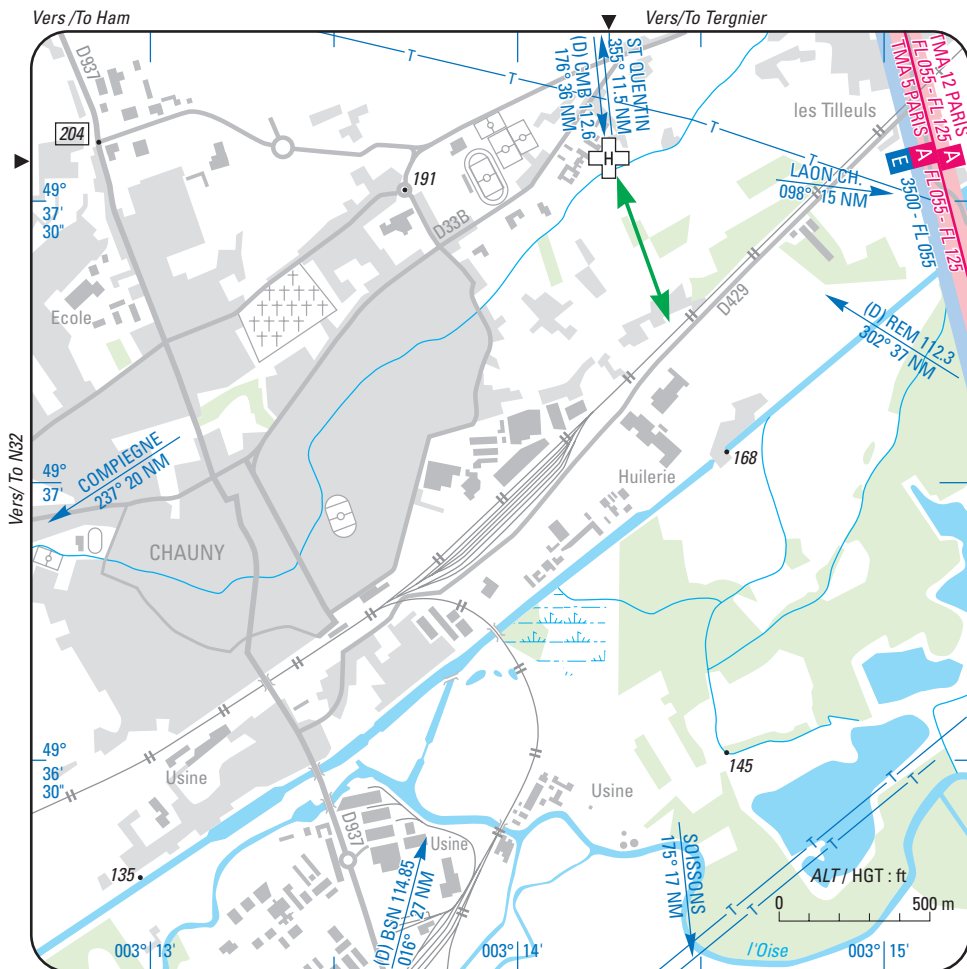 Vers /To Ham
Vers/To Tergnier
D937
204
191
D33B
(D) CMB 112.6
176° 36 NM
ST QUENTIN
355° 11.5 NM
H
T
T
T
les Tilleuls
TMA 12 PARIS
FL 055 - FL 125
TMA 5 PARIS
A
FL 055 - FL 125
A
E
3500 - FL 055
LAON CH.
098° 15 NM
49°
37'
30"
Ecole
D429
(D) REM 112.3
302° 37 NM
Vers/To N32
COMPIEGNE
237° 20 NM
49°
37'
168
Huilerie
CHAUNY
49°
36'
30"
Usine
145
Usine
D937
Usine
135
(D) BSN 114.85
016° 27 NM
SOISSONS
175° 17 NM
T
T
T
T
ALT / HGT : ft
0
500 m
l'Oise
003° 13'
003° 14'
003° 15'